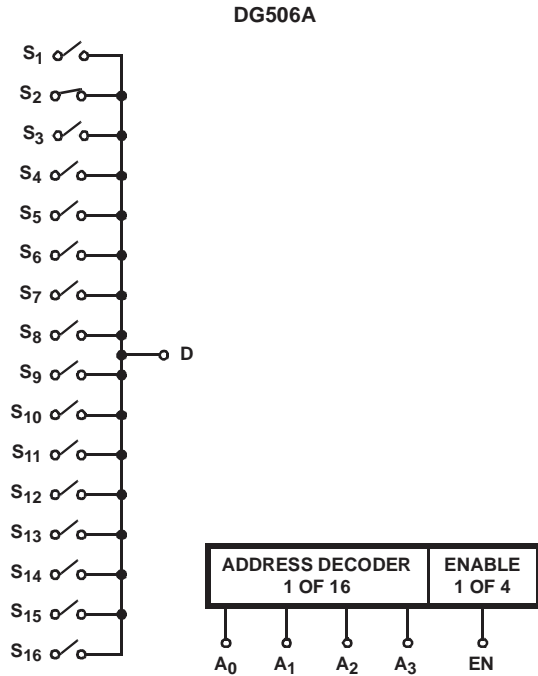 DG506A
S1
S2
S3
S4
S5
S6
S7
S8
D
S9
S10
S11
S12
S13
S14
S15
S16
ADDRESS DECODER
1 OF 16
ENABLE
1 OF 4
A0
A1
A2
A3
EN